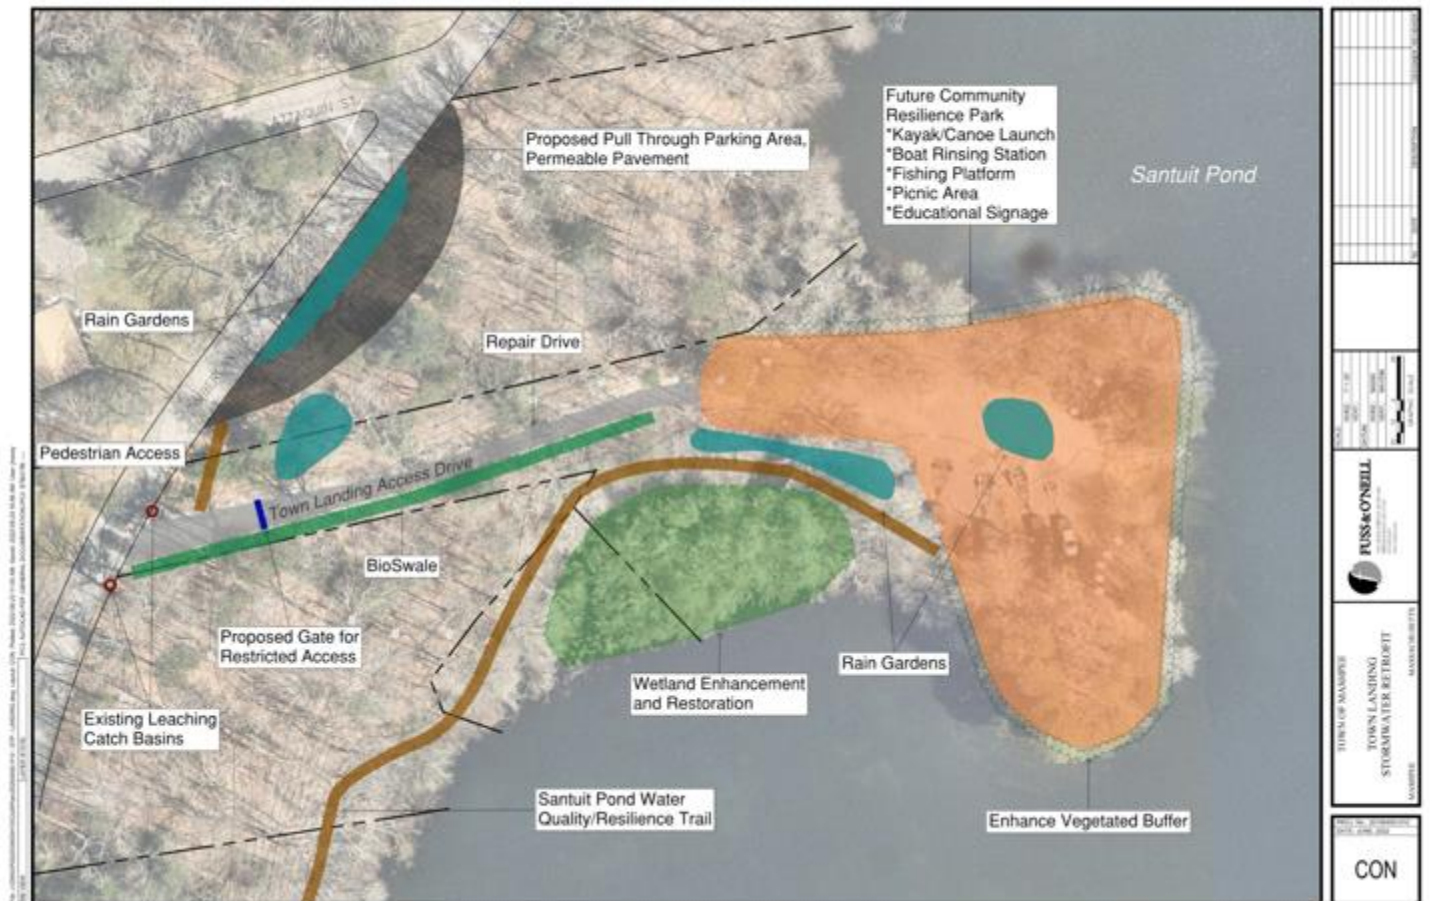 ATTAQUIN ST
Proposed Pull Through Parking Area,
Permeable Pavement
Future Community
Resilience Park
*Kayak/Canoe Launch
*Boat Rinsing Station
*Fishing Platform
*Picnic Area
*Educational Signage
Santuit Pond
Rain Gardens
Repair Drive
Pedestrian Access
Town Landing Access Drive
BioSwale
Proposed Gate for
Restricted Access
Rain Gardens
Wetland Enhancement
and Restoration
Existing Leaching
Catch Basins
Santuit Pond Water
Quality/Resilience Trail
Enhance Vegetated Buffer
FUSS & O'NEILL
TOWN OF MASHPEE
TOWN LANDING
STORMWATER RETROFIT
MASHPEE
MASSACHUSETTS
CON